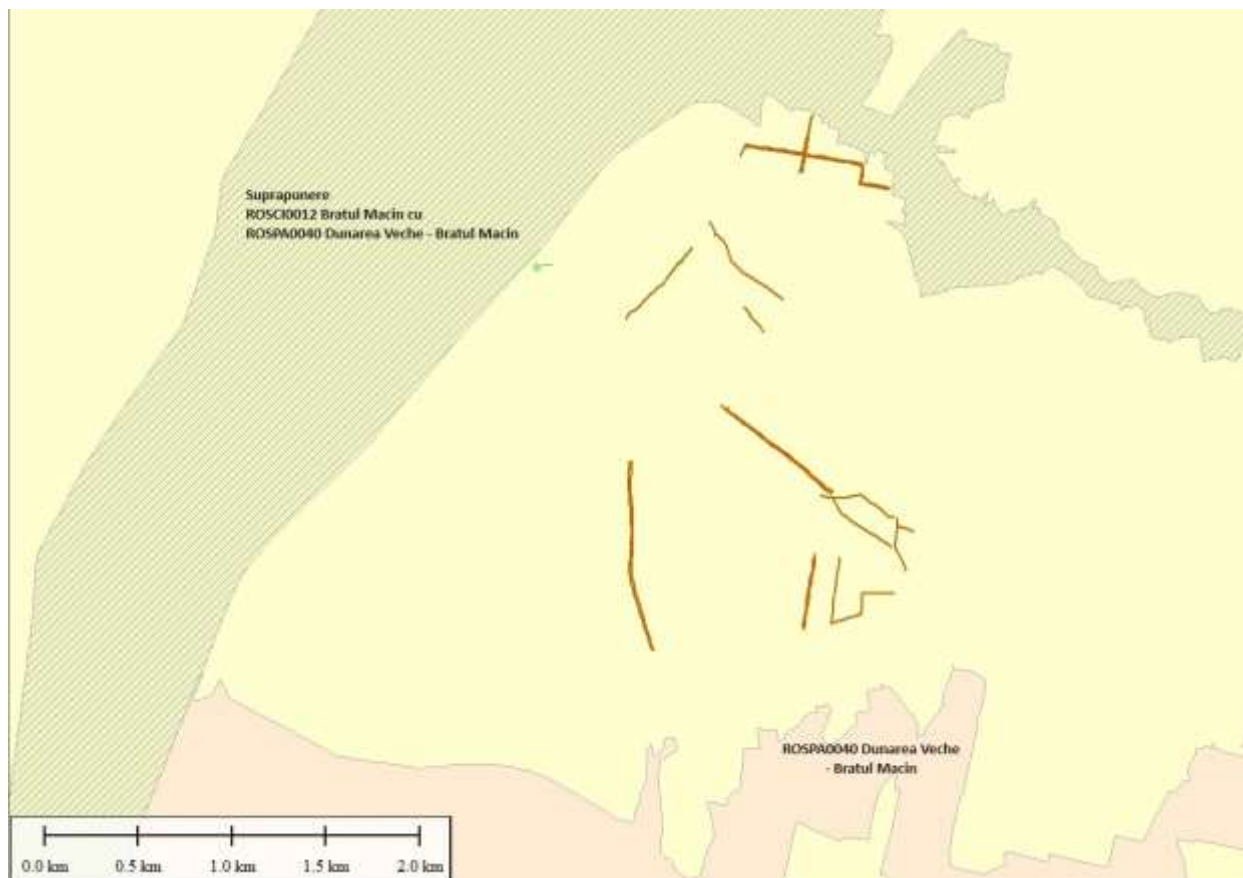 Suprapunere
ROSCI0012 Bratul Macin cu
ROSPA0040 Dunarea Veche - Bratul Macin
ROSPA0040 Dunarea Veche
- Bratul Macin
0.0 km 0.5 km 1.0 km 1.5 km 2.0 km